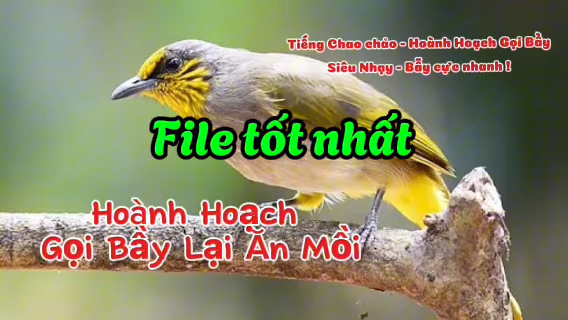 Tiếng Chao chảo - Hoành Hoạch Gọi Bầy
Siêu Nhạy - Bẫy cực nhanh !
File tốt nhất
Hoành Hoạch
Gọi Bầy Lại Ăn Mồi